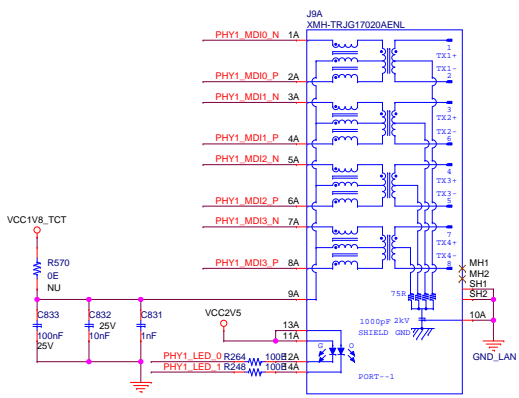 J9A
XMH-TRJG17020AENL
PHY1_MDI0_N 1A
1
TX1+
TX1-
PHY1_MDI0_P 2A
2
PHY1_MDI1_N 3A
3
TX2+
TX2-
PHY1_MDI1_P 4A
6
PHY1_MDI2_N 5A
4
TX3+
TX3-
PHY1_MDI2_P 6A
5
PHY1_MDI3_N 7A
7
TX4+
TX4-
PHY1_MDI3_P 8A
8
VCC1V8_TCT
R570
0E
NU
MH1
MH2
SH1
SH2
9A
75R
C833
100nF
25V
C832
25V
10nF
C831
1nF
VCC2V5
1000pF 2kV
10A
SHIELD GND
13A
11A
G
O
GND_LAN
PHY1_LED_0 R264 100E 12A
PHY1_LED_1 R248 100E 14A
PORT--1